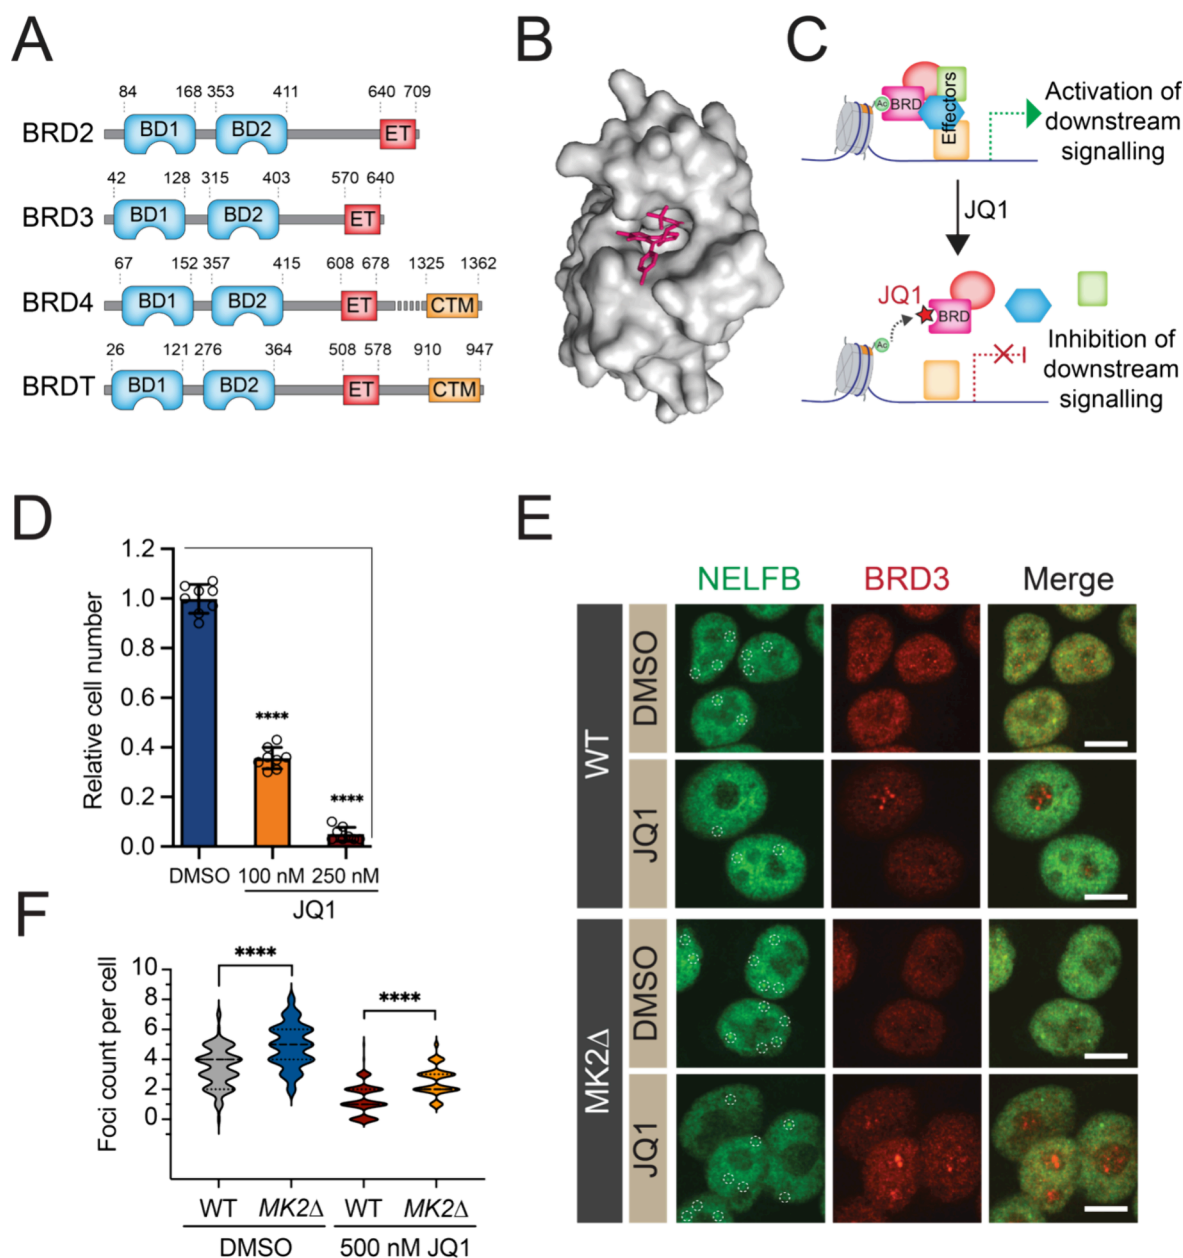 A
84 168 353 411 640 709
BRD2 BD1 BD2 ET
42 128 315 403 570 640
BRD3 BD1 BD2 ET
67 152 357 415 608 678 1325 1362
BRD4 BD1 BD2 ET CTM
26 121 276 364 508 578 910 947
BRDT BD1 BD2 ET CTM
B
C
Ac BRD Effectors
Activation of
downstream
signalling
JQ1
JQ1
BRD
Ac
Inhibition of
downstream
signalling
D
Relative cell number
1.2
1.0
0.8
0.6
0.4
0.2
0.0
****
****
DMSO 100 nM 250 nM
JQ1
E
NELFB BRD3 Merge
WT
DMSO
JQ1
MK2Δ
DMSO
JQ1
F
Foci count per cell
10
8
6
4
2
0
****
****
WT MK2Δ WT MK2Δ
DMSO 500 nM JQ1